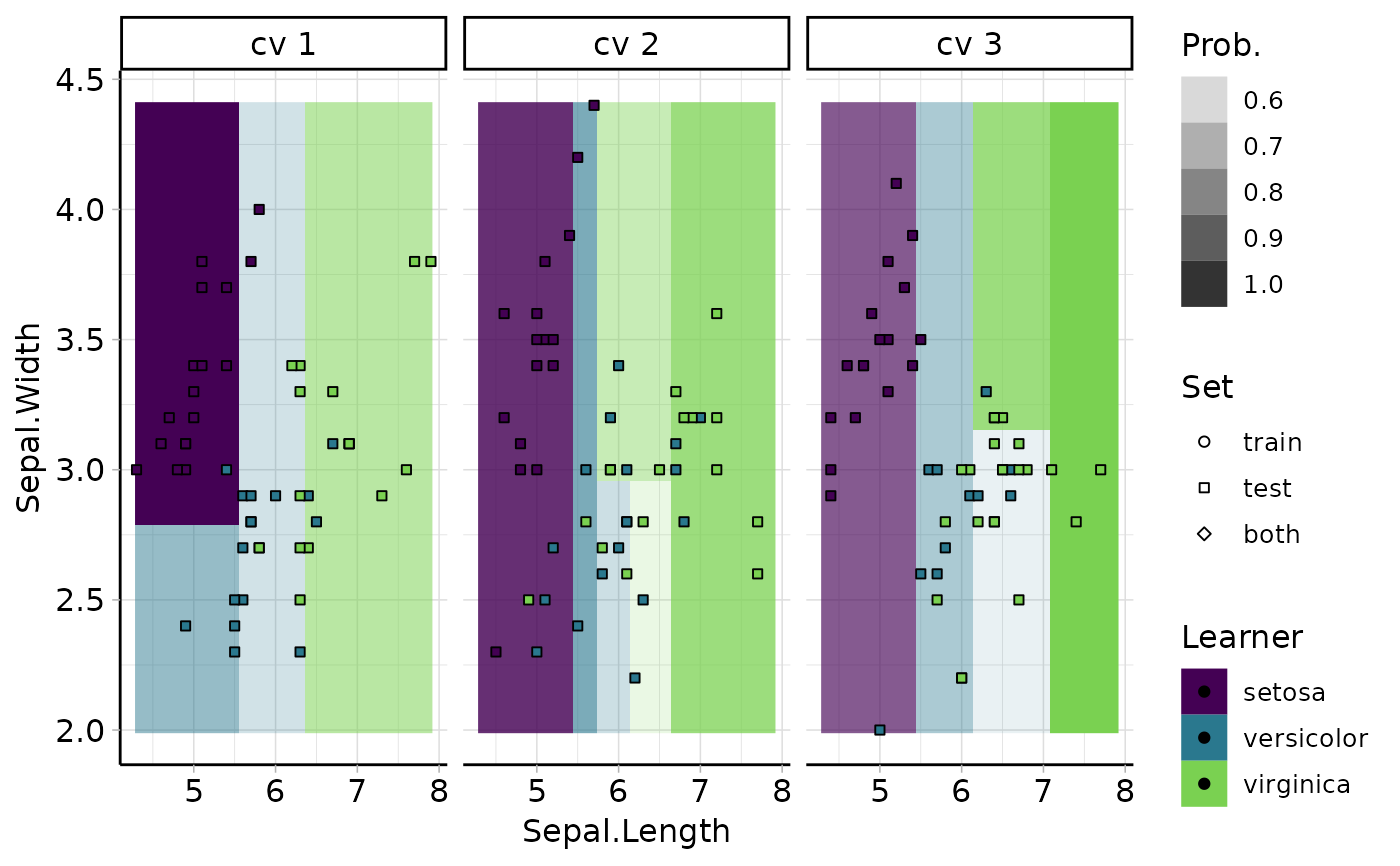 cv 1
cv 2
cv 3
4.5
4.0
3.5
3.0
2.5
2.0
Sepal.Width
5 6 7 8
5 6 7 8
5 6 7 8
Sepal.Length
Prob.
0.6
0.7
0.8
0.9
1.0
Set
train
test
both
Learner
setosa
versicolor
virginica